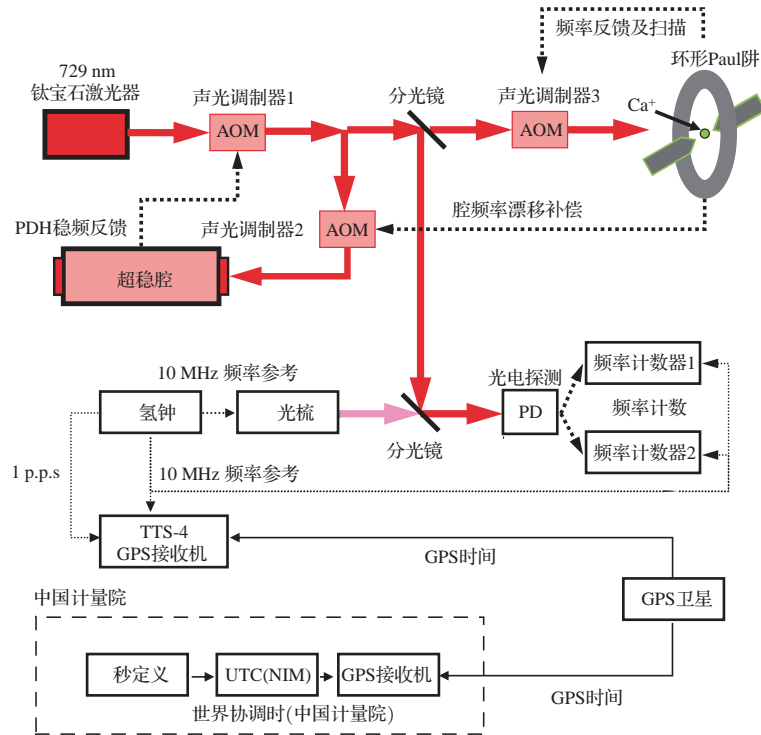 频率反馈及扫描
729 nm
钛宝石激光器
声光调制器1
分光镜
声光调制器3
环形Paul阱
Ca+
AOM
AOM
PDH稳频反馈
声光调制器2
AOM
腔频率漂移补偿
超稳腔
10 MHz 频率参考
光电探测
频率计数器1
氢钟
光梳
PD
频率计数
分光镜
频率计数器2
1 p.p.s
10 MHz 频率参考
TTS-4
GPS接收机
GPS时间
中国计量院
GPS卫星
秒定义
UTC(NIM)
GPS接收机
GPS时间
世界协调时(中国计量院)